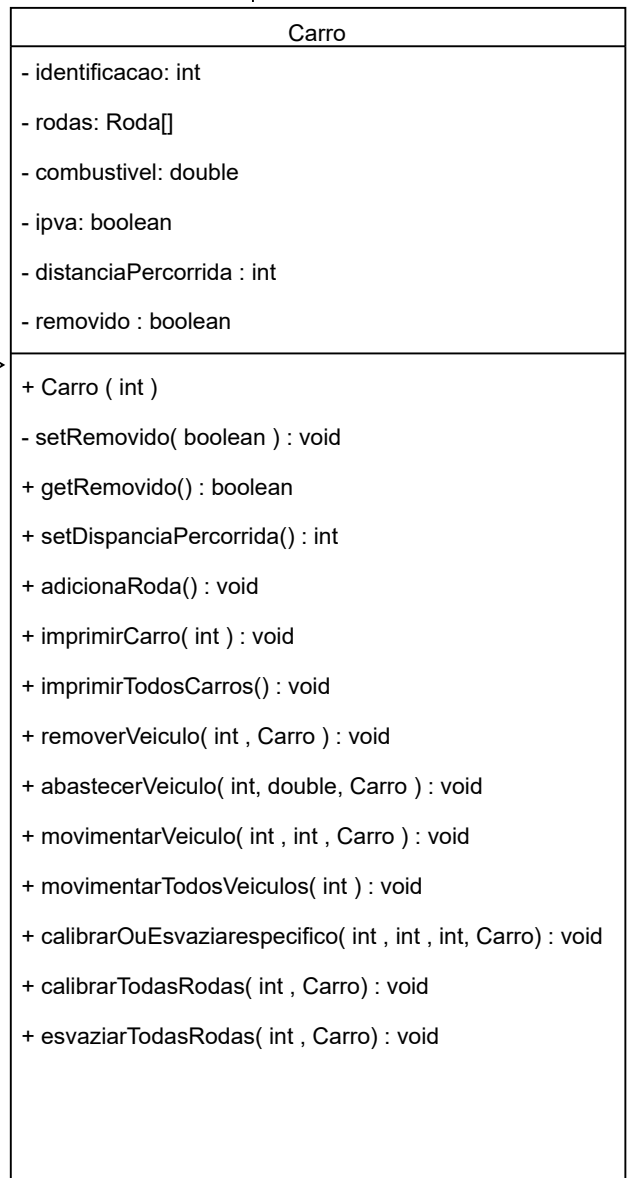 Carro
- identificacao: int
- rodas: Roda[]
- combustivel: double
- ipva: boolean
- distanciaPercorrida : int
- removido : boolean
+ Carro ( int )
- setRemovido( boolean ) : void
+ getRemovido() : boolean
+ setDispanciaPercorrida() : int
+ adicionaRoda() : void
+ imprimirCarro( int ) : void
+ imprimirTodosCarros() : void
+ removerVeiculo( int , Carro ) : void
+ abastecerVeiculo( int, double, Carro ) : void
+ movimentarVeiculo( int , int , Carro ) : void
+ movimentarTodosVeiculos( int ) : void
+ calibrarOuEsvaziarespecifico( int , int , int, Carro) : void
+ calibrarTodasRodas( int , Carro) : void
+ esvaziarTodasRodas( int , Carro) : void